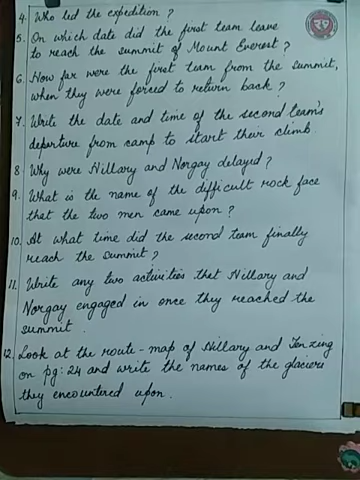 4. Who led the expedition ?
5. On which date did the first team leave
to reach the summit of Mount Everest ?
6. How far were the first team from the summit,
when they were forced to return back ?
7. Write the date and time of the second team's
departure from camp to start their climb.
8. Why were Hillary and Norgay delayed ?
9. What is the name of the difficult rock face
that the two men came upon ?
10. At what time did the second team finally
reach the summit ?
11. Write any two activities that Hillary and
Norgay engaged in once they reached the
summit .
12. Look at the route-map of Hillary and Tenzing
on pg: 24 and write the names of the glaciers
they encountered upon.